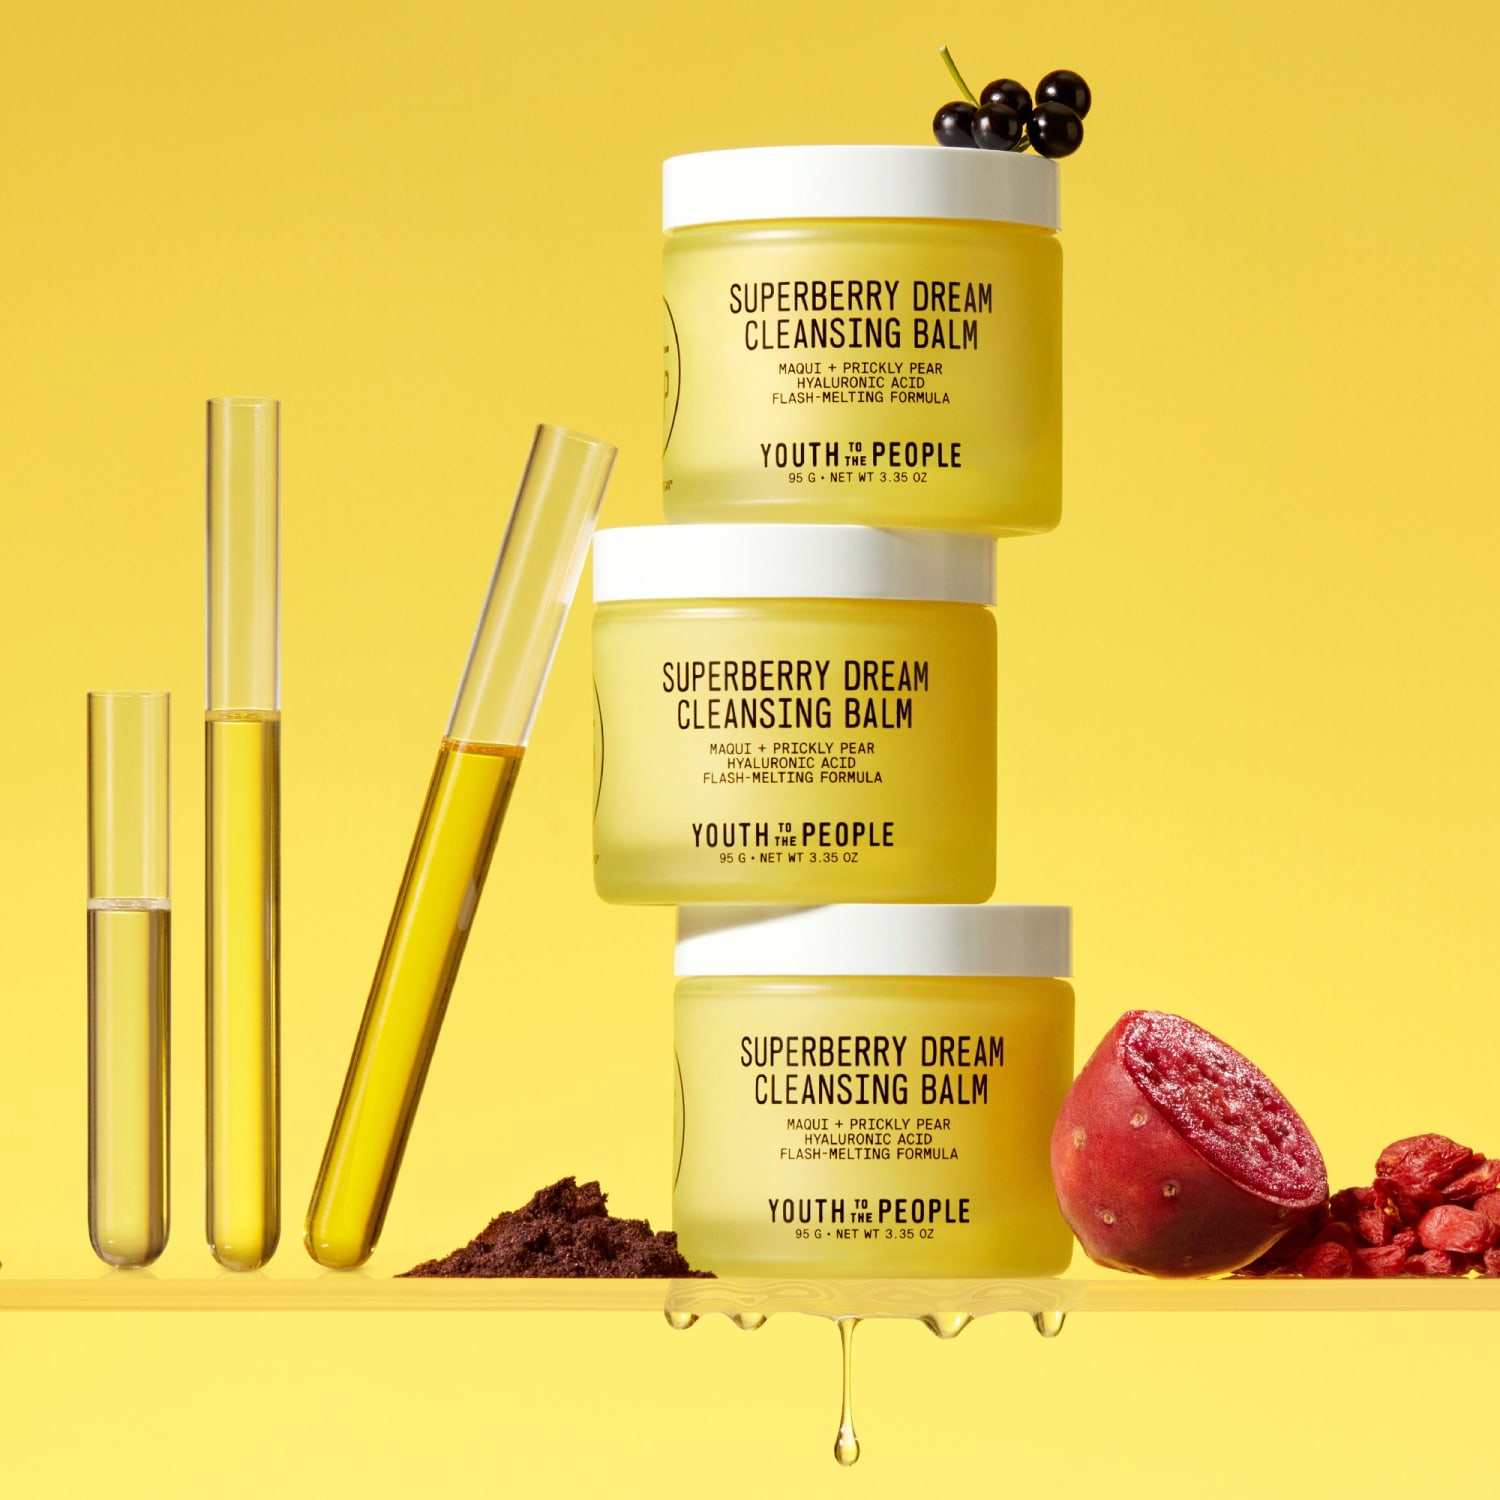 SUPERBERRY DREAM
CLEANSING BALM
MAQUI + PRICKLY PEAR
HYALURONIC ACID
FLASH-MELTING FORMULA
YOUTH TO THE PEOPLE
95 G • NET WT 3.35 OZ
SUPERBERRY DREAM
CLEANSING BALM
MAQUI + PRICKLY PEAR
HYALURONIC ACID
FLASH-MELTING FORMULA
YOUTH TO THE PEOPLE
95 G • NET WT 3.35 OZ
SUPERBERRY DREAM
CLEANSING BALM
MAQUI + PRICKLY PEAR
HYALURONIC ACID
FLASH-MELTING FORMULA
YOUTH TO THE PEOPLE
95 G • NET WT 3.35 OZ